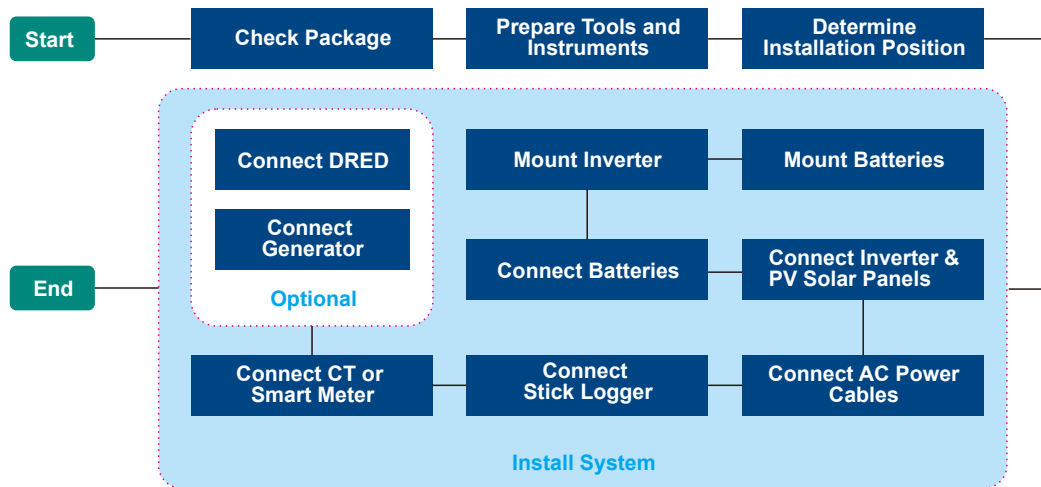 Start
Check Package
Prepare Tools and
Instruments
Determine
Installation Position
Connect DRED
Mount Inverter
Mount Batteries
Connect
Generator
Connect Batteries
Connect Inverter &
PV Solar Panels
End
Optional
Connect CT or
Smart Meter
Connect
Stick Logger
Connect AC Power
Cables
Install System